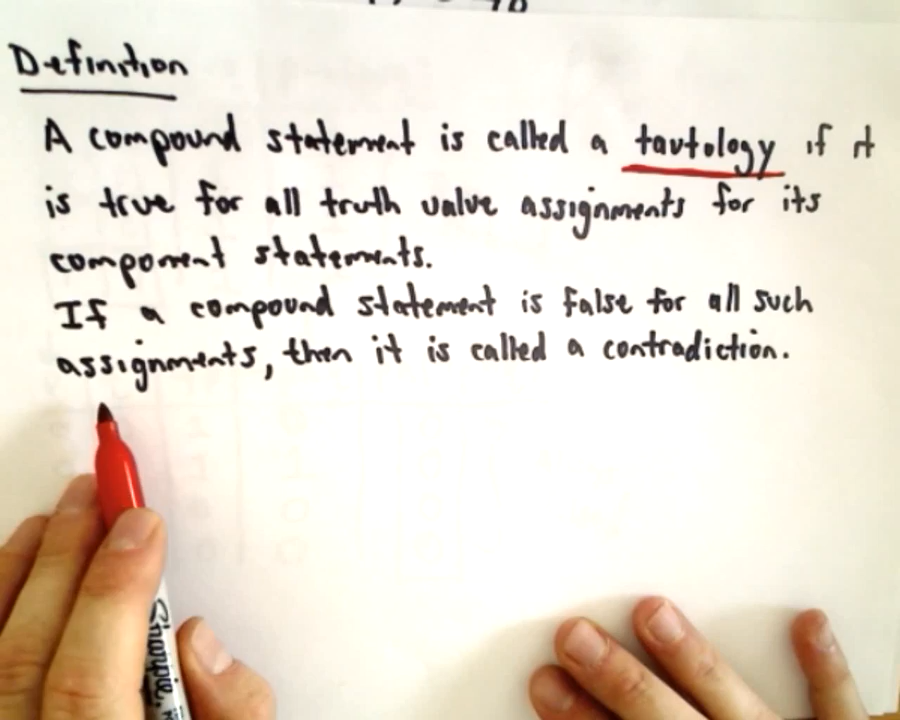 Definition
A compound statement is called a tautology if it
is true for all truth value assignments for its
component statements.
If a compound statement is false for all such
assignments, then it is called a contradiction.
Sharpie.